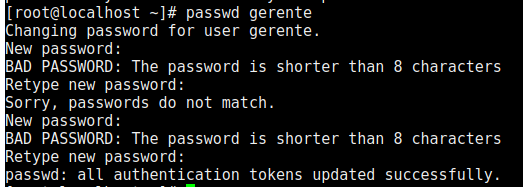 [root@localhost ~]# passwd gerente
Changing password for user gerente.
New password:
BAD PASSWORD: The password is shorter than 8 characters
Retype new password:
Sorry, passwords do not match.
New password:
BAD PASSWORD: The password is shorter than 8 characters
Retype new password:
passwd: all authentication tokens updated successfully.